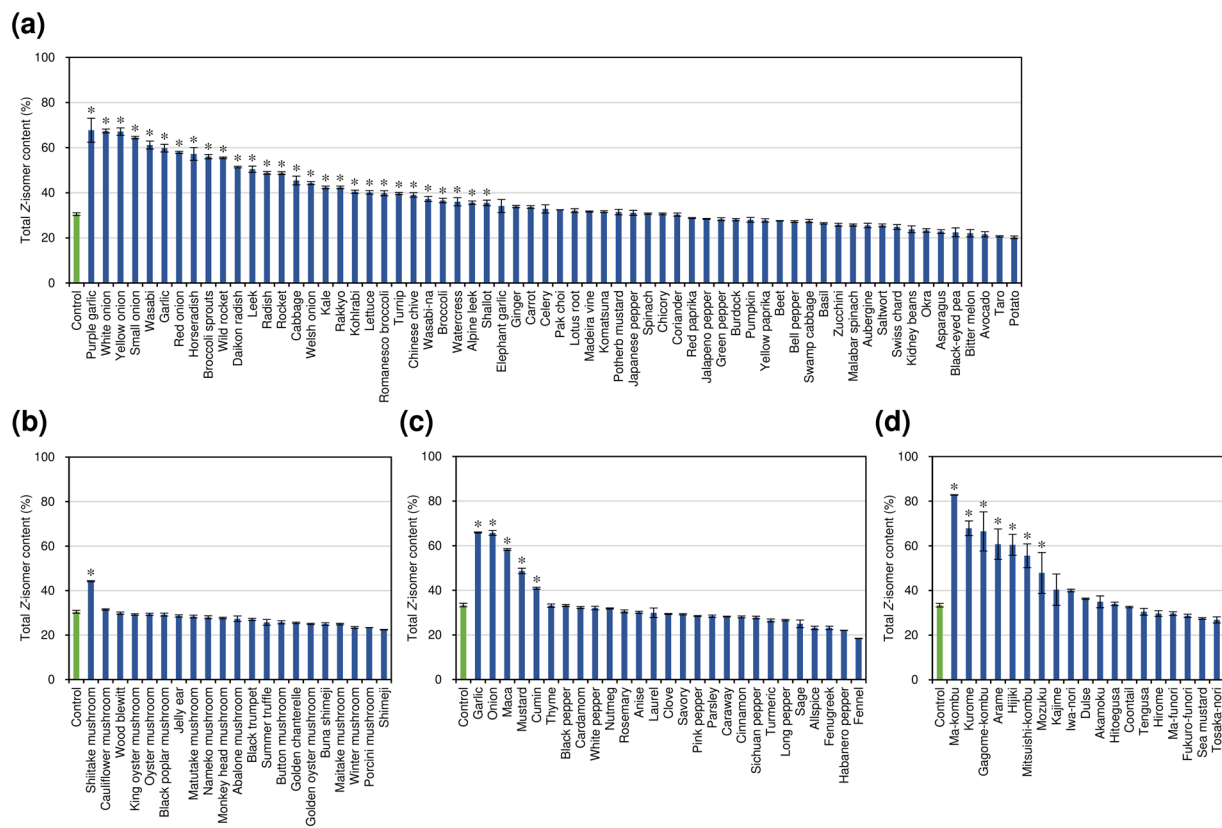 (a)
Total Z-isomer content (%)
100
80
60
40
20
0
* * * * * * * * * * * * * * * * * * * * * * * * * * *
Control
Purple garlic
White onion
Yellow onion
Small onion
Wasabi
Garlic
Red onion
Horseradish
Broccoli sprouts
Wild rocket
Daikon radish
Leek
Radish
Rocket
Cabbage
Welsh onion
Kale
Rakkyo
Kohlrabi
Lettuce
Romanesco broccoli
Turnip
Chinese chive
Wasabi-na
Broccoli
Watercress
Alpine leek
Shallot
Elephant garlic
Ginger
Carrot
Celery
Pak choi
Lotus root
Madeira vine
Komatsuna
Potherb mustard
Japanese pepper
Spinach
Chicory
Coriander
Red paprika
Jalapeno pepper
Green pepper
Burdock
Pumpkin
Yellow paprika
Beet
Bell pepper
Swamp cabbage
Basil
Zucchini
Malabar spinach
Aubergine
Saltwort
Swiss chard
Kidney beans
Okra
Asparagus
Black-eyed pea
Bitter melon
Avocado
Taro
Potato
(b)
Total Z-isomer content (%)
100
80
60
40
20
0
*
Control
Shiitake mushroom
Cauliflower mushroom
Wood blewitt
King oyster mushroom
Oyster mushroom
Black poplar mushroom
Jelly ear
Matutake mushroom
Nameko mushroom
Monkey head mushroom
Abalone mushroom
Black trumpet
Summer truffle
Button mushroom
Golden chanterelle
Golden oyster mushroom
Buna shimeji
Maitake mushroom
Winter mushroom
Porcini mushroom
Shimeji
(c)
Total Z-isomer content (%)
100
80
60
40
20
0
* * * * *
Control
Garlic
Onion
Maca
Mustard
Cumin
Thyme
Black pepper
Cardamom
White pepper
Nutmeg
Rosemary
Anise
Laurel
Clove
Savory
Pink pepper
Parsley
Caraway
Cinnamon
Sichuan pepper
Turmeric
Long pepper
Sage
Allspice
Fenugreek
Habanero pepper
Fennel
(d)
Total Z-isomer content (%)
100
80
60
40
20
0
* * * * * * *
Control
Ma-kombu
Kurome
Gagome-kombu
Arame
Hijiki
Mitsuishi-kombu
Mozuku
Kajime
Iwa-nori
Dulse
Akamoku
Hitoegusa
Coontail
Tengusa
Hirome
Ma-funori
Fukuro-funori
Sea mustard
Tosaka-nori